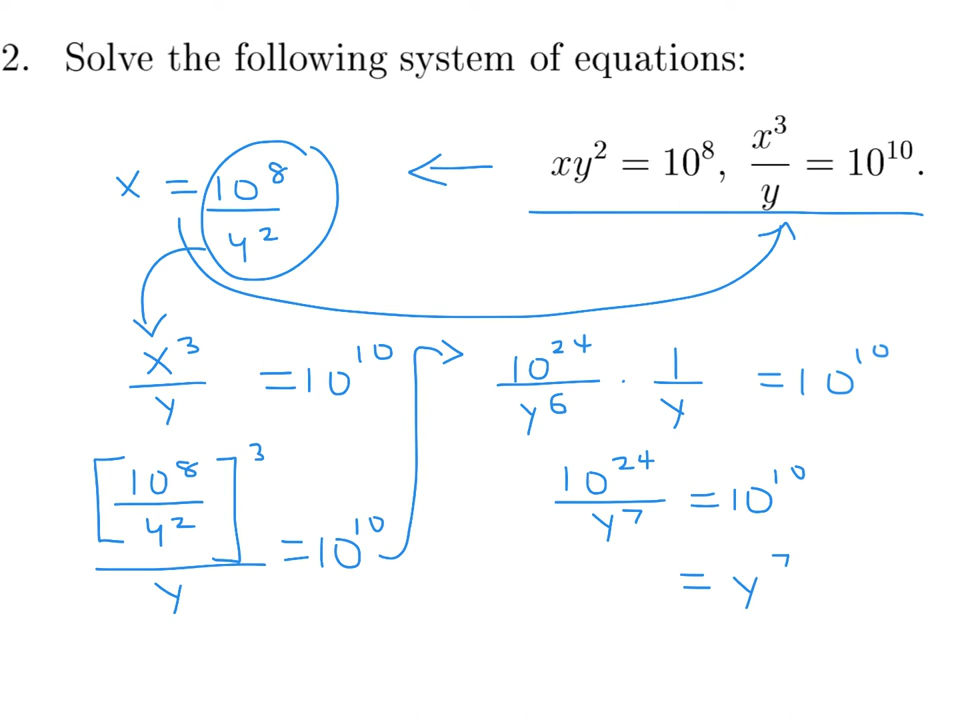 2. Solve the following system of equations:
xy² = 10⁸, x³/y = 10¹⁰.
x = 10⁸/y²
x³/y = 10¹⁰
[10⁸/y²]³/y = 10¹⁰
10²⁴/y⁶ · 1/y = 10¹⁰
10²⁴/y⁷ = 10¹⁰
= y⁷